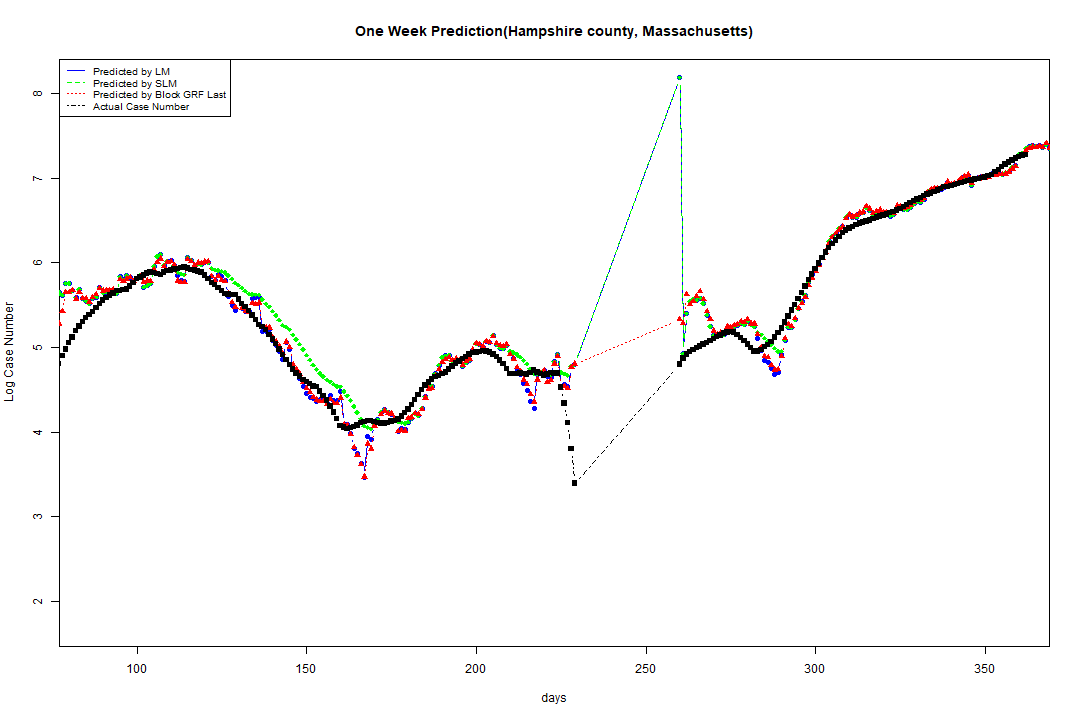 One Week Prediction(Hampshire county, Massachusetts)
Predicted by LM
Predicted by SLM
Predicted by Block GRF Last
Actual Case Number
8
7
6
5
4
3
2
Log Case Number
100
150
200
250
300
350
days